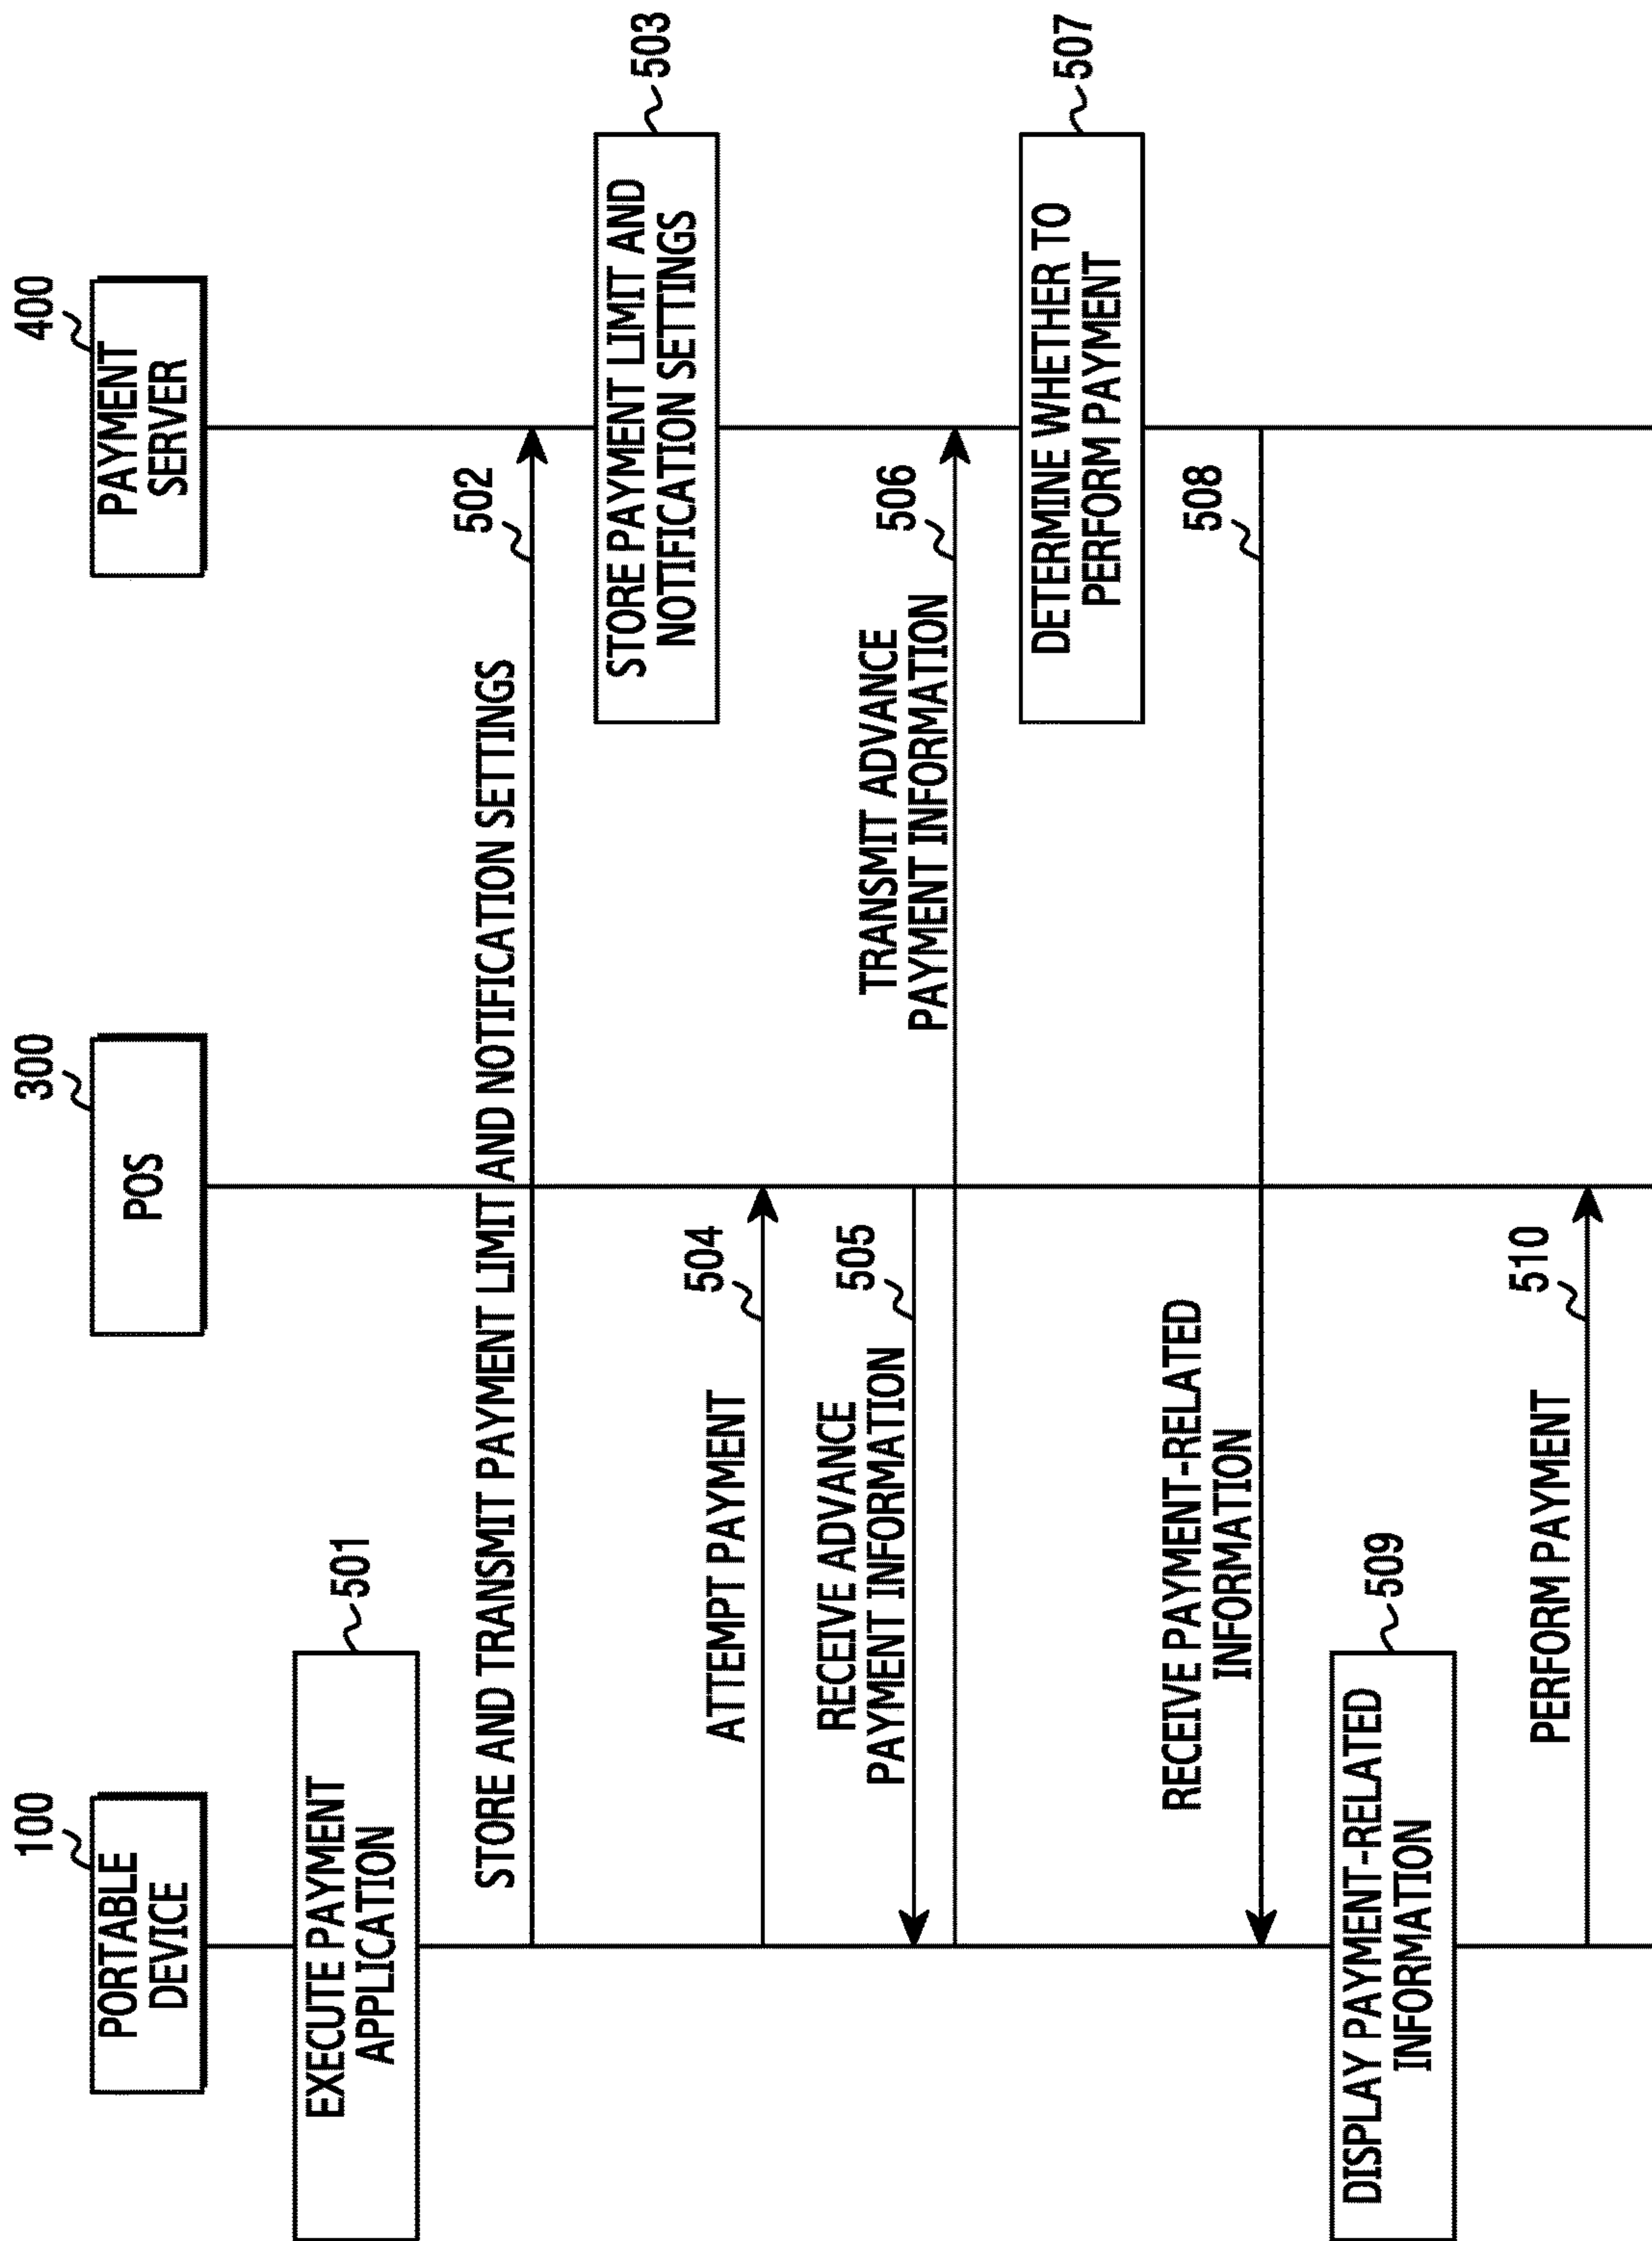 100
PORTABLE
DEVICE
300
POS
400
PAYMENT
SERVER
EXECUTE PAYMENT
APPLICATION
501
STORE AND TRANSMIT PAYMENT LIMIT AND NOTIFICATION SETTINGS
502
STORE PAYMENT LIMIT AND
NOTIFICATION SETTINGS
503
ATTEMPT PAYMENT
504
RECEIVE ADVANCE
PAYMENT INFORMATION
505
TRANSMIT ADVANCE
PAYMENT INFORMATION
506
DETERMINE WHETHER TO
PERFORM PAYMENT
507
RECEIVE PAYMENT-RELATED
INFORMATION
508
DISPLAY PAYMENT-RELATED
INFORMATION
509
PERFORM PAYMENT
510